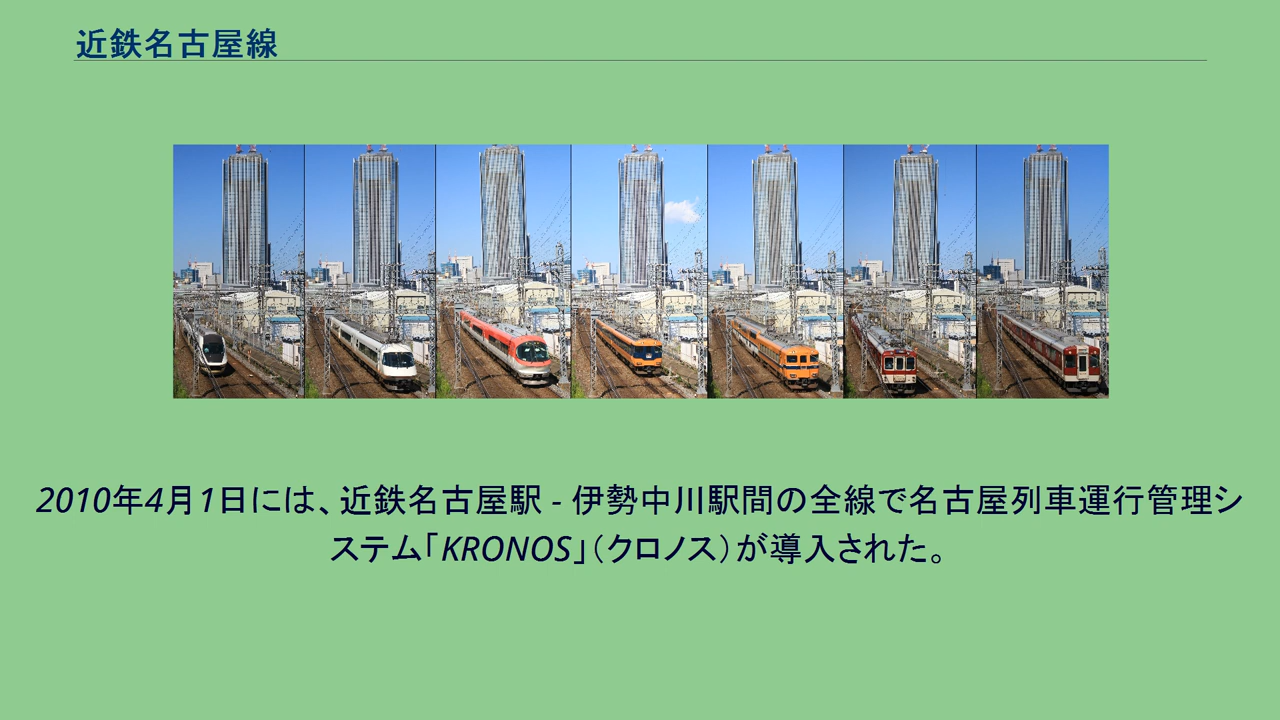 近鉄名古屋線
2010年4月1日には、近鉄名古屋駅 - 伊勢中川駅間の全線で名古屋列車運行管理シ
ステム「KRONOS」（クロノス）が導入された。